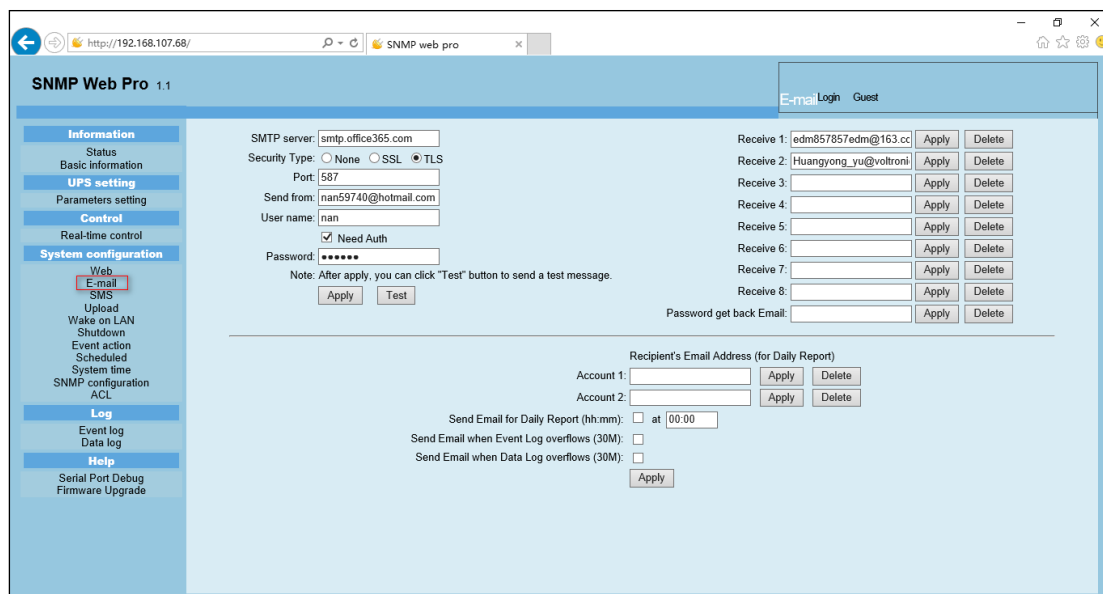 http://192.168.107.68/
SNMP web pro
SNMP Web Pro 1.1
E-mail
Login Guest
Information
Status
Basic information
UPS setting
Parameters setting
Control
Real-time control
System configuration
Web
E-mail
SMS
Upload
Wake on LAN
Shutdown
Event action
Scheduled
System time
SNMP configuration
ACL
Log
Event log
Data log
Help
Serial Port Debug
Firmware Upgrade
SMTP server: smtp.office365.com
Security Type: None SSL TLS
Port: 587
Send from: nan59740@hotmail.com
User name: nan
Need Auth
Password: ●●●●●●
Note: After apply, you can click "Test" button to send a test message.
Apply Test
Receive 1: edm857857edm@163.cc Apply Delete
Receive 2: Huangyong_yu@voltroni Apply Delete
Receive 3: Apply Delete
Receive 4: Apply Delete
Receive 5: Apply Delete
Receive 6: Apply Delete
Receive 7: Apply Delete
Receive 8: Apply Delete
Password get back Email: Apply Delete
Recipient's Email Address (for Daily Report)
Account 1: Apply Delete
Account 2: Apply Delete
Send Email for Daily Report (hh:mm): at 00:00
Send Email when Event Log overflows (30M):
Send Email when Data Log overflows (30M):
Apply